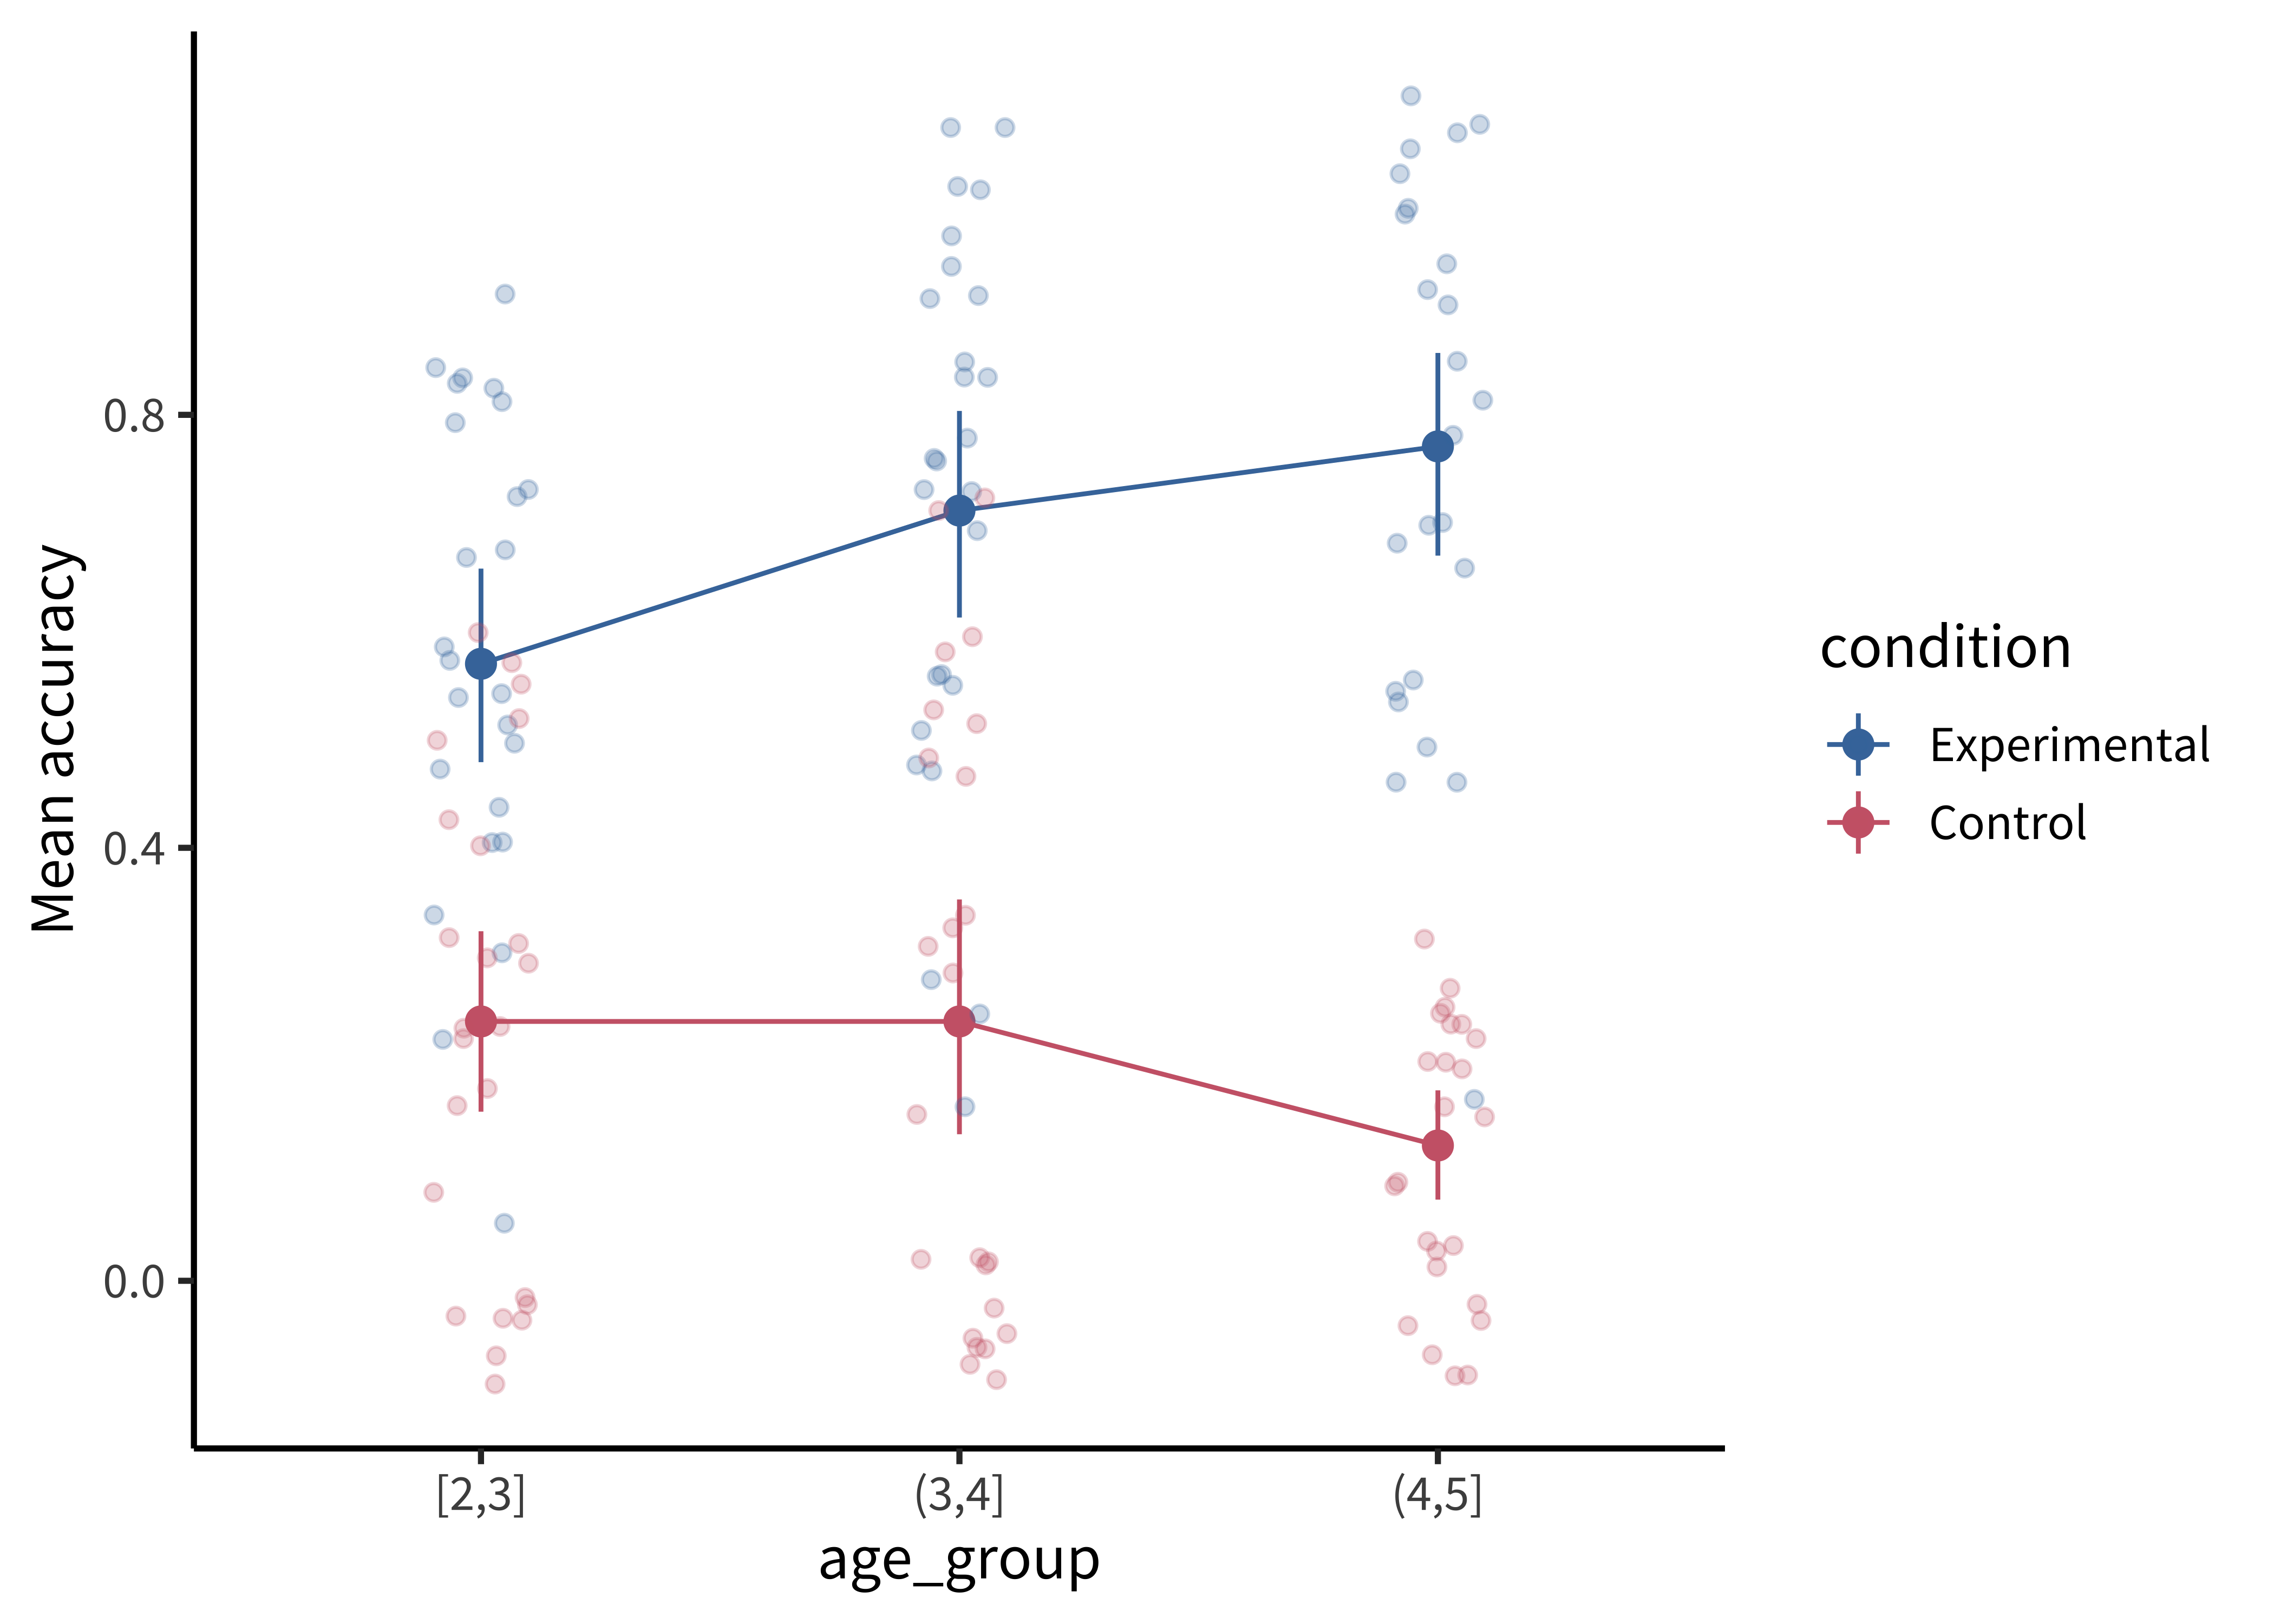 Mean accuracy
0.8
0.4
0.0
[2,3]
(3,4]
(4,5]
age_group
condition
Experimental
Control